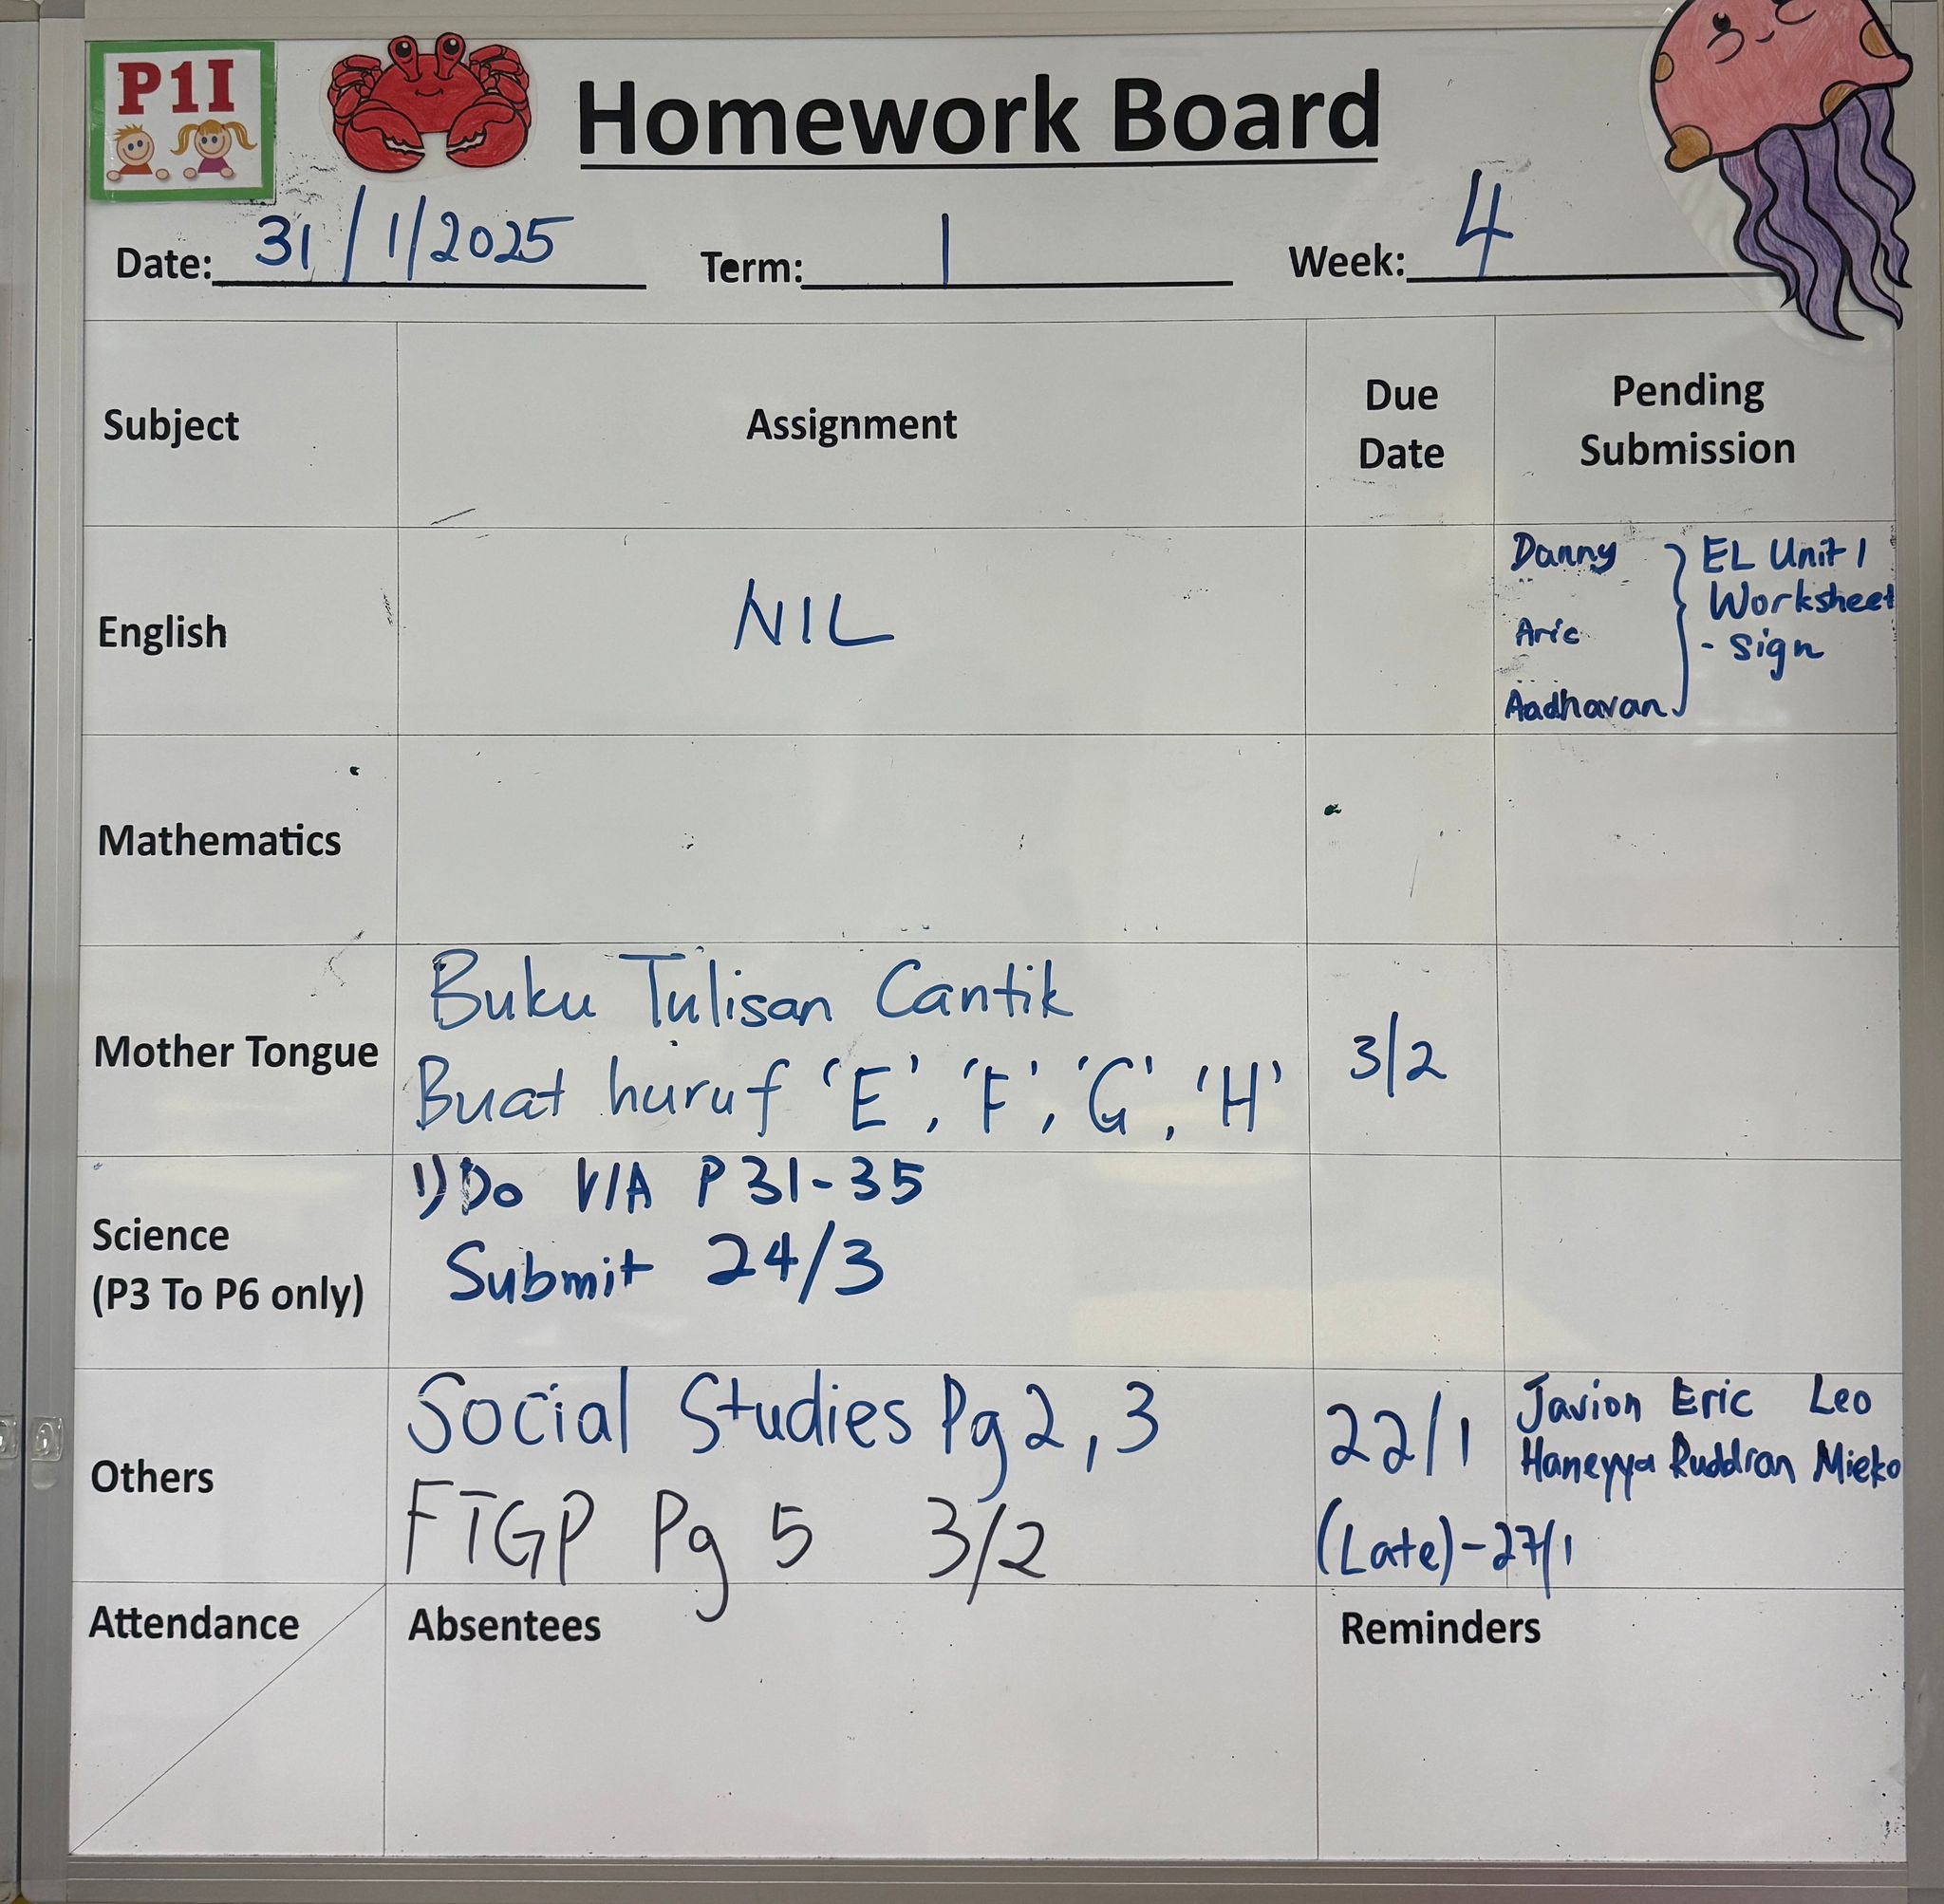 P1I
Homework Board
Date: 31/1/2025 Term: 1 Week: 4
Subject Assignment Due Date Pending Submission
English NIL
Danny
Aric
Aadhavan
EL Unit 1
Worksheet
- Sign
Mathematics
Mother Tongue
Buku Tulisan Cantik
Buat huruf 'E', 'F', 'G', 'H'
3/2
Science
(P3 To P6 only)
1) Do P 31-35
Submit 24/3
Others
Social Studies Pg 2, 3
FTGP Pg 5 3/2
22/1
(Late) - 27/1
Javion Eric Leo
Haneyya Ruddran Mieko
Attendance
Absentees
Reminders